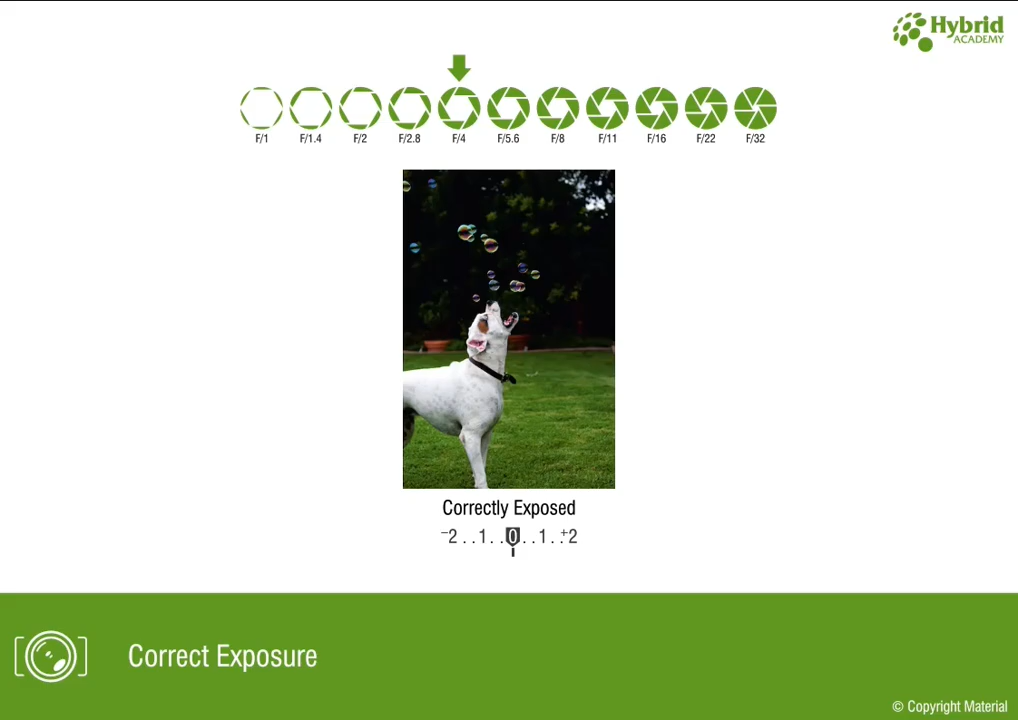 Hybrid
ACADEMY
F/1 F/1.4 F/2 F/2.8 F/4 F/5.6 F/8 F/11 F/16 F/22 F/32
Correctly Exposed
−2 . . 1 . . 0 . . 1 . . +2
Correct Exposure
© Copyright Material